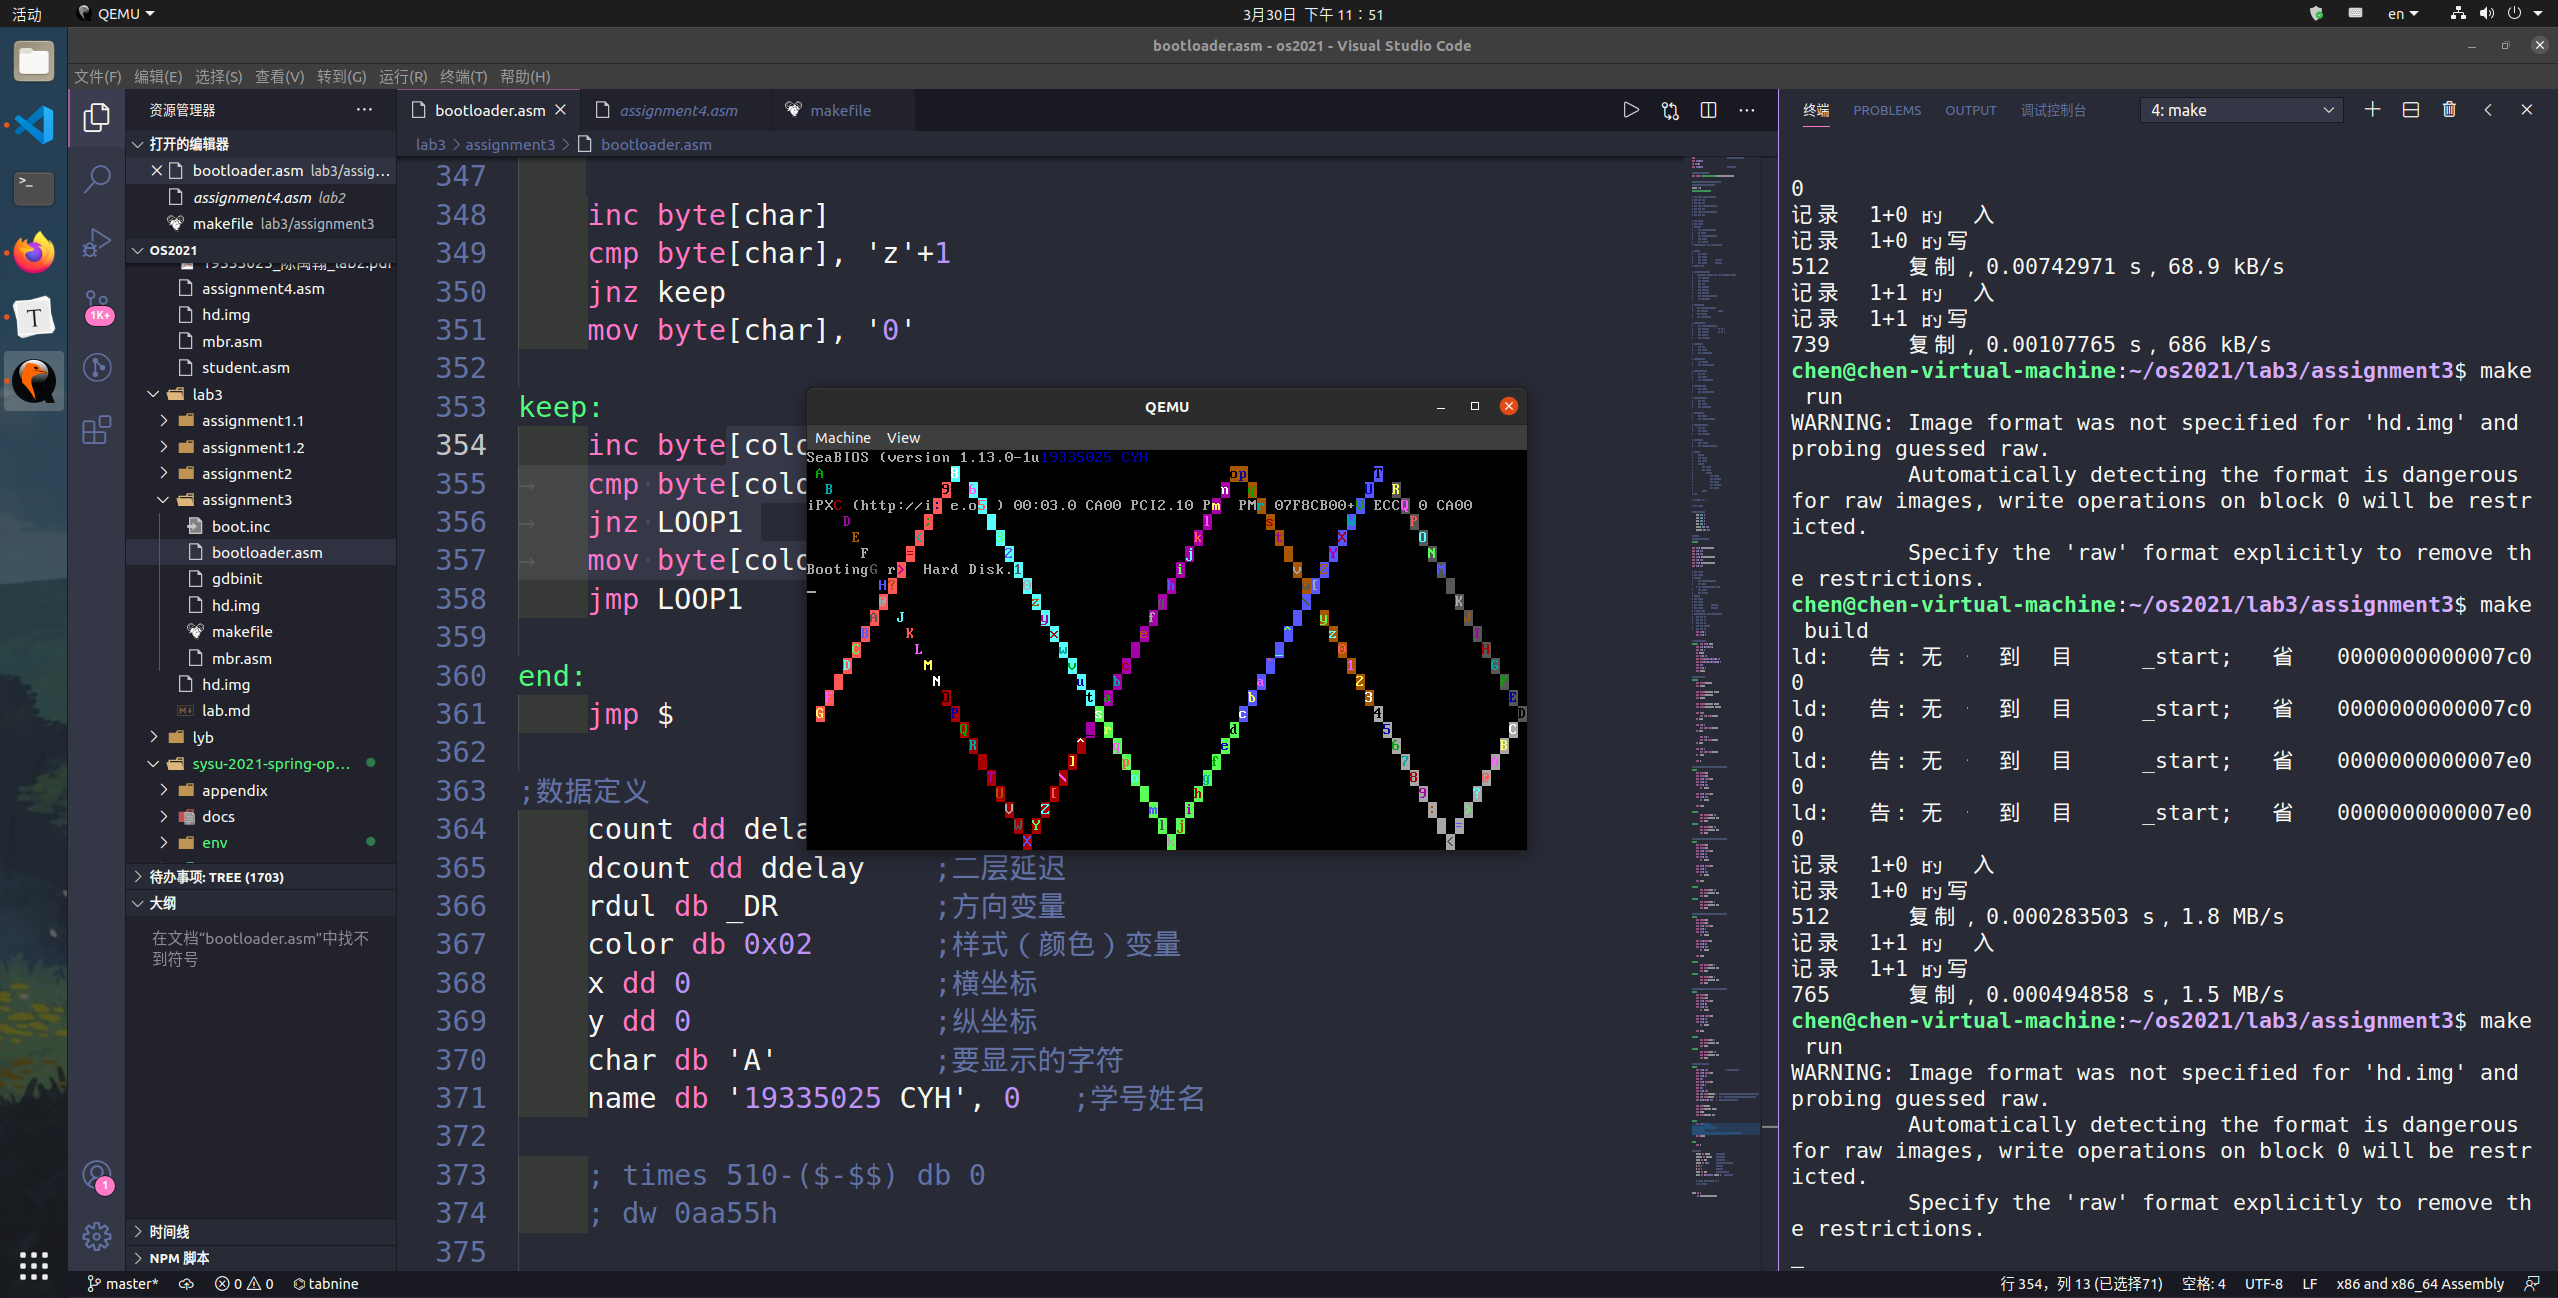 活动
QEMU
3月30日 下午 11：51
en
bootloader.asm - os2021 - Visual Studio Code
文件(F) 编辑(E) 选择(S) 查看(V) 转到(G) 运行(R) 终端(T) 帮助(H)
资源管理器
打开的编辑器
bootloader.asm lab3/assig...
assignment4.asm lab2
makefile lab3/assignment3
OS2021
assignment4.asm
hd.img
mbr.asm
student.asm
lab3
assignment1.1
assignment1.2
assignment2
assignment3
boot.inc
bootloader.asm
gdbinit
hd.img
makefile
mbr.asm
hd.img
lab.md
lyb
sysu-2021-spring-op...
appendix
docs
env
待办事项: TREE (1703)
大纲
在文档“bootloader.asm”中找不
到符号
时间线
NPM 脚本
1K+
1
bootloader.asm
assignment4.asm
makefile
lab3 > assignment3 > bootloader.asm
347
348 inc byte[char]
349 cmp byte[char], 'z'+1
350 jnz keep
351 mov byte[char], '0'
352
353 keep:
354 inc byte[colo
355 cmp byte[colo
356 jnz LOOP1
357 mov byte[colo
358 jmp LOOP1
359
360 end:
361 jmp $
362
363 ;数据定义
364 count dd dela
365 dcount dd ddelay ;二层延迟
366 rdul db _DR ;方向变量
367 color db 0x02 ;样式（颜色）变量
368 x dd 0 ;横坐标
369 y dd 0 ;纵坐标
370 char db 'A' ;要显示的字符
371 name db '19335025 CYH', 0 ;学号姓名
372
373 ; times 510-($-$$) db 0
374 ; dw 0aa55h
375
QEMU
Machine View
SeaBIOS (version 1.13.0-1u19335025 CYH
00:03.0 CA00 PCI2.10
07F8CB00+
CA00
Booting
Hard Disk.
终端 PROBLEMS OUTPUT 调试控制台
4: make
0
记录 1+0 的 入
记录 1+0 的写
512 复制，0.00742971 s，68.9 kB/s
记录 1+1 的 入
记录 1+1 的写
739 复制，0.00107765 s，686 kB/s
chen@chen-virtual-machine:~/os2021/lab3/assignment3$ make
run
WARNING: Image format was not specified for 'hd.img' and
probing guessed raw.
Automatically detecting the format is dangerous
for raw images, write operations on block 0 will be restr
icted.
Specify the 'raw' format explicitly to remove th
e restrictions.
chen@chen-virtual-machine:~/os2021/lab3/assignment3$ make
build
ld: 告: 无 到 目 _start; 省 0000000000007c0
0
ld: 告: 无 到 目 _start; 省 0000000000007c0
0
ld: 告: 无 到 目 _start; 省 0000000000007e0
0
ld: 告: 无 到 目 _start; 省 0000000000007e0
0
记录 1+0 的 入
记录 1+0 的写
512 复制，0.000283503 s，1.8 MB/s
记录 1+1 的 入
记录 1+1 的写
765 复制，0.000494858 s，1.5 MB/s
chen@chen-virtual-machine:~/os2021/lab3/assignment3$ make
run
WARNING: Image format was not specified for 'hd.img' and
probing guessed raw.
Automatically detecting the format is dangerous
for raw images, write operations on block 0 will be restr
icted.
Specify the 'raw' format explicitly to remove th
e restrictions.
master* 0 0 tabnine
行 354，列 13 (已选择71) 空格: 4 UTF-8 LF x86 and x86_64 Assembly